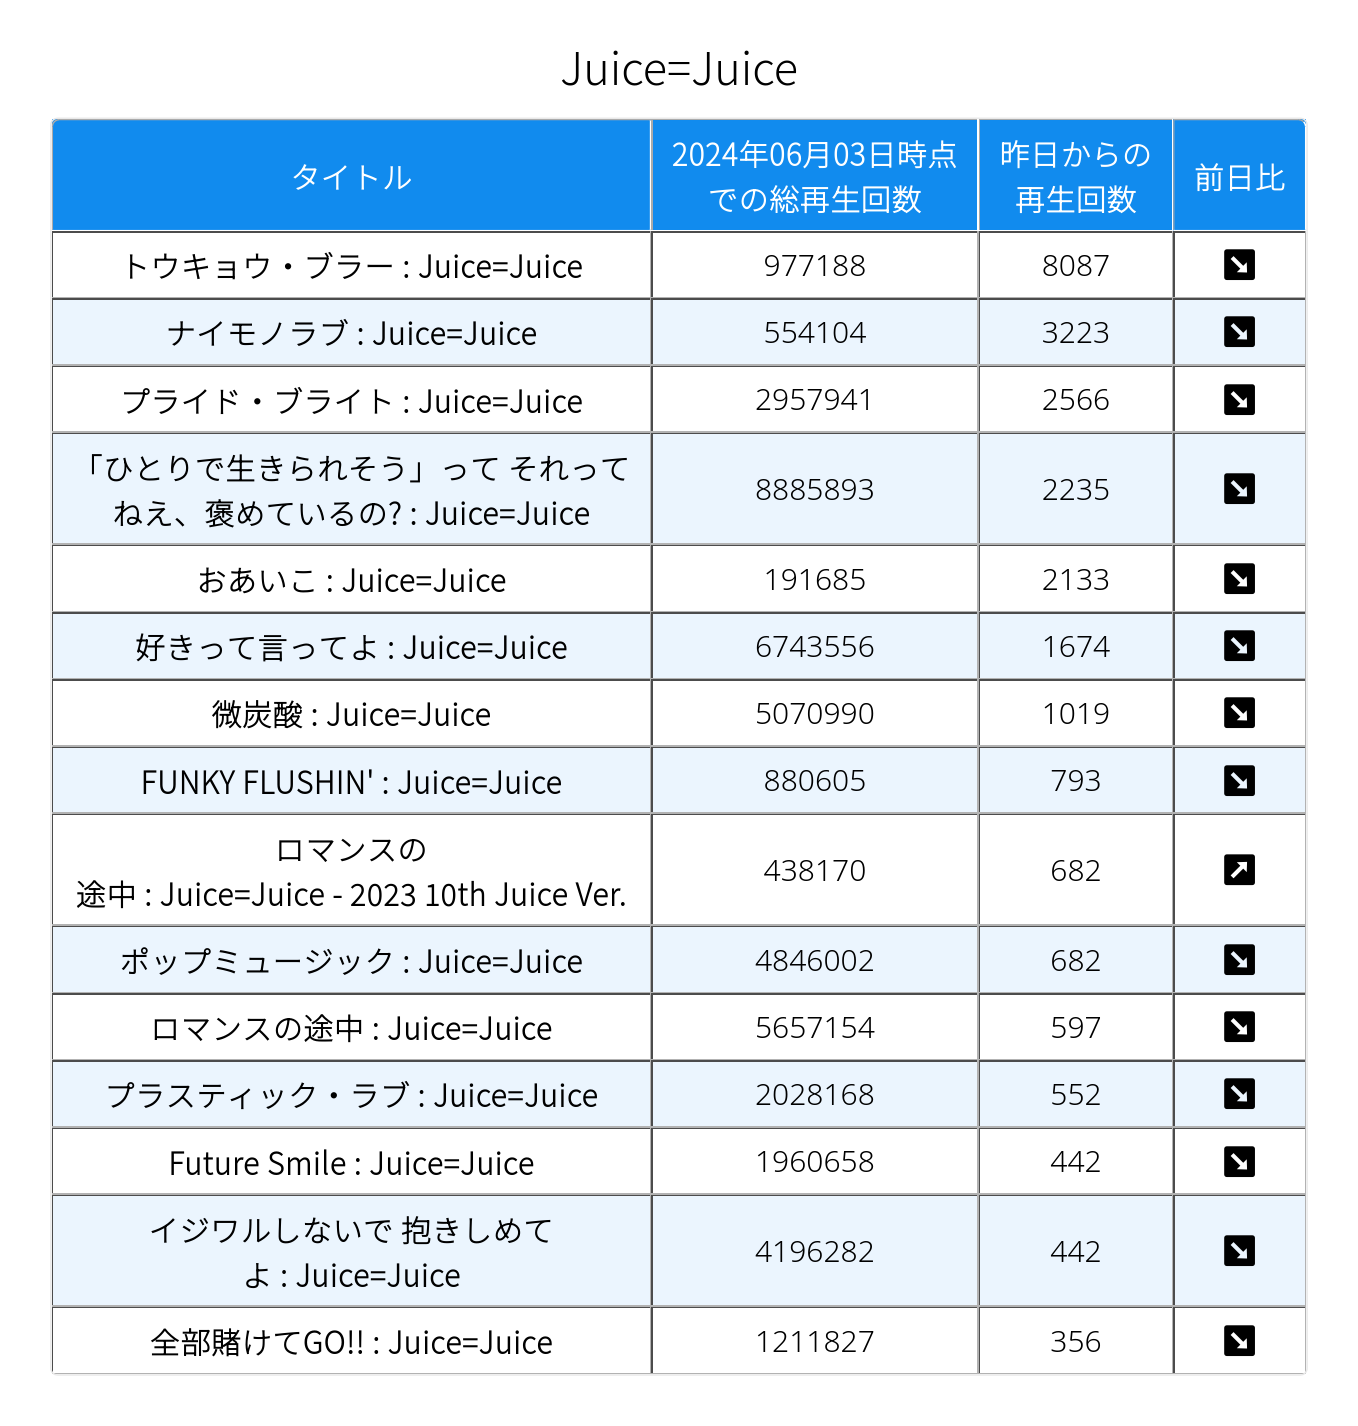 Juice=Juice
タイトル
2024年06月03日時点
での総再生回数
昨日からの
再生回数
前日比
トウキョウ・ブラー : Juice=Juice
977188
8087
ナイモノラブ : Juice=Juice
554104
3223
プライド・ブライト : Juice=Juice
2957941
2566
「ひとりで生きられそう」って それって
ねえ、褒めているの? : Juice=Juice
8885893
2235
おあいこ : Juice=Juice
191685
2133
好きって言ってよ : Juice=Juice
6743556
1674
微炭酸 : Juice=Juice
5070990
1019
FUNKY FLUSHIN' : Juice=Juice
880605
793
ロマンスの
途中 : Juice=Juice - 2023 10th Juice Ver.
438170
682
ポップミュージック : Juice=Juice
4846002
682
ロマンスの途中 : Juice=Juice
5657154
597
プラスティック・ラブ : Juice=Juice
2028168
552
Future Smile : Juice=Juice
1960658
442
イジワルしないで 抱きしめて
よ : Juice=Juice
4196282
442
全部賭けてGO!! : Juice=Juice
1211827
356